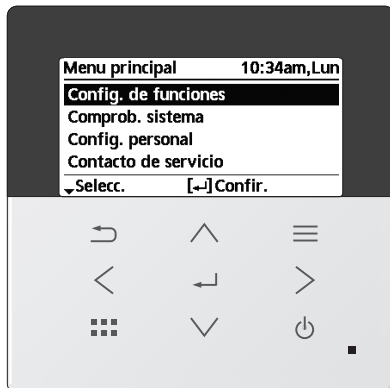 Menu principal 10:34am,Lun
Config. de funciones
Comprob. sistema
Config. personal
Contacto de servicio
Selecc. [↵]Confir.